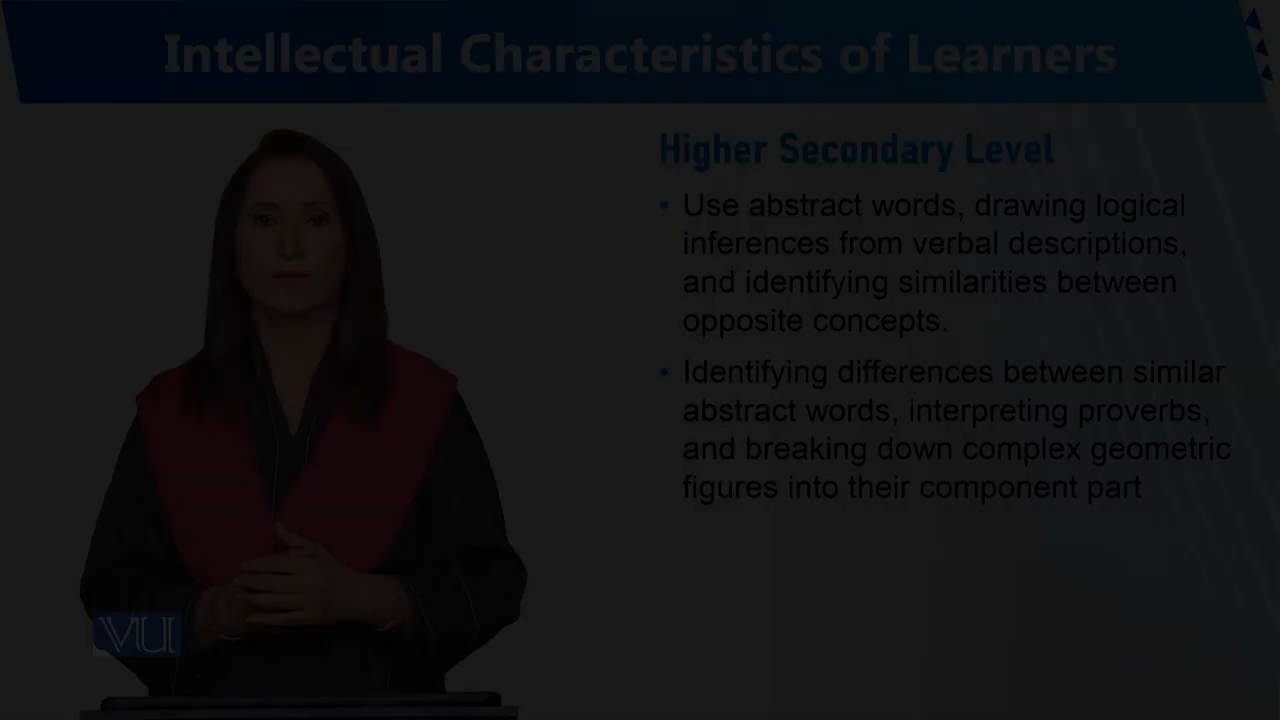 Intellectual Characteristics of Learners
Higher Secondary Level
• Use abstract words, drawing logical
inferences from verbal descriptions,
and identifying similarities between
opposite concepts.
• Identifying differences between similar
abstract words, interpreting proverbs,
and breaking down complex geometric
figures into their component part
VU